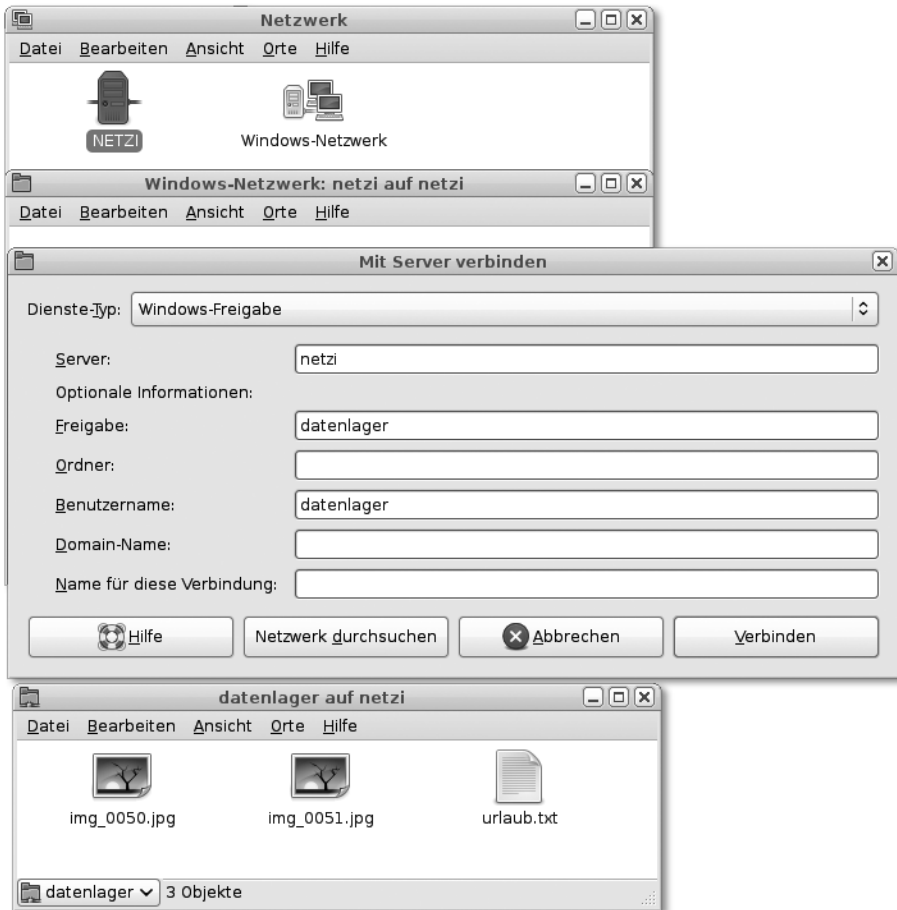 Netzwerk
Datei Bearbeiten Ansicht Orte Hilfe
NETZI Windows-Netzwerk
Windows-Netzwerk: netzi auf netzi
Datei Bearbeiten Ansicht Orte Hilfe
Mit Server verbinden
Dienste-Typ: Windows-Freigabe
Server: netzi
Optionale Informationen:
Freigabe: datenlager
Ordner:
Benutzername: datenlager
Domain-Name:
Name für diese Verbindung:
Hilfe Netzwerk durchsuchen Abbrechen Verbinden
datenlager auf netzi
Datei Bearbeiten Ansicht Orte Hilfe
img_0050.jpg img_0051.jpg urlaub.txt
datenlager 3 Objekte